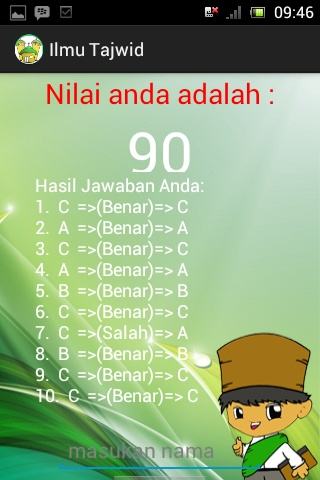 09:46
Ilmu Tajwid
Nilai anda adalah :
90
Hasil Jawaban Anda:
1. C =>(Benar)=> C
2. A =>(Benar)=> A
3. C =>(Benar)=> C
4. A =>(Benar)=> A
5. B =>(Benar)=> B
6. C =>(Benar)=> C
7. C =>(Salah)=> A
8. B =>(Benar)=> B
9. C =>(Benar)=> C
10. C =>(Benar)=> C
masukan nama